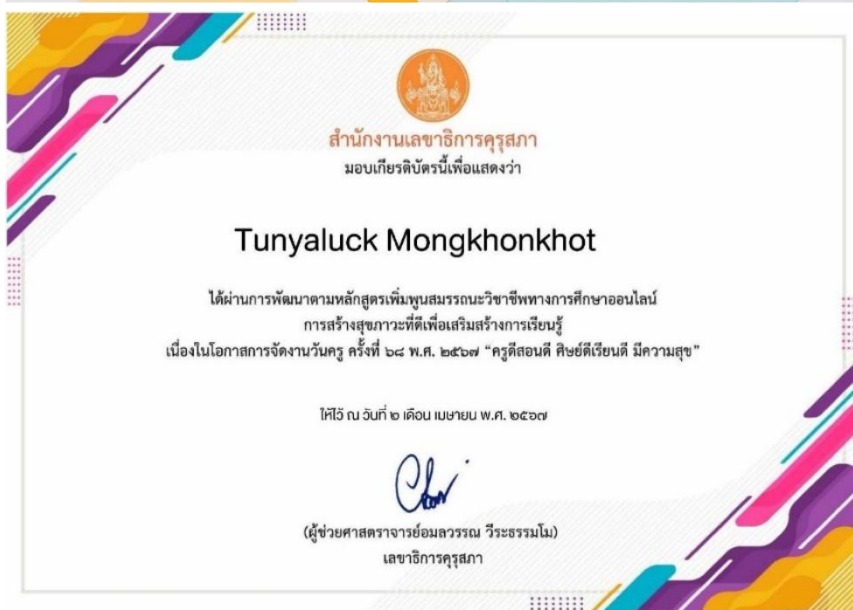 สำนักงานเลขาธิการคุรุสภา
มอบเกียรติบัตรนี้เพื่อแสดงว่า
Tunyaluck Mongkhonkhot
ได้ผ่านการพัฒนาตามหลักสูตรเพิ่มพูนสมรรถนะวิชาชีพทางการศึกษาออนไลน์
การสร้างสุขภาวะที่ดีเพื่อเสริมสร้างการเรียนรู้
เนื่องในโอกาสการจัดงานวันครู ครั้งที่ ๖๘ พ.ศ. ๒๕๖๗ “ครูดีสอนดี ศิษย์ดีเรียนดี มีความสุข”
ให้ไว้ ณ วันที่ ๒ เดือน เมษายน พ.ศ. ๒๕๖๗
(ผู้ช่วยศาสตราจารย์อมลวรรณ วีระธรรมโม)
เลขาธิการคุรุสภา